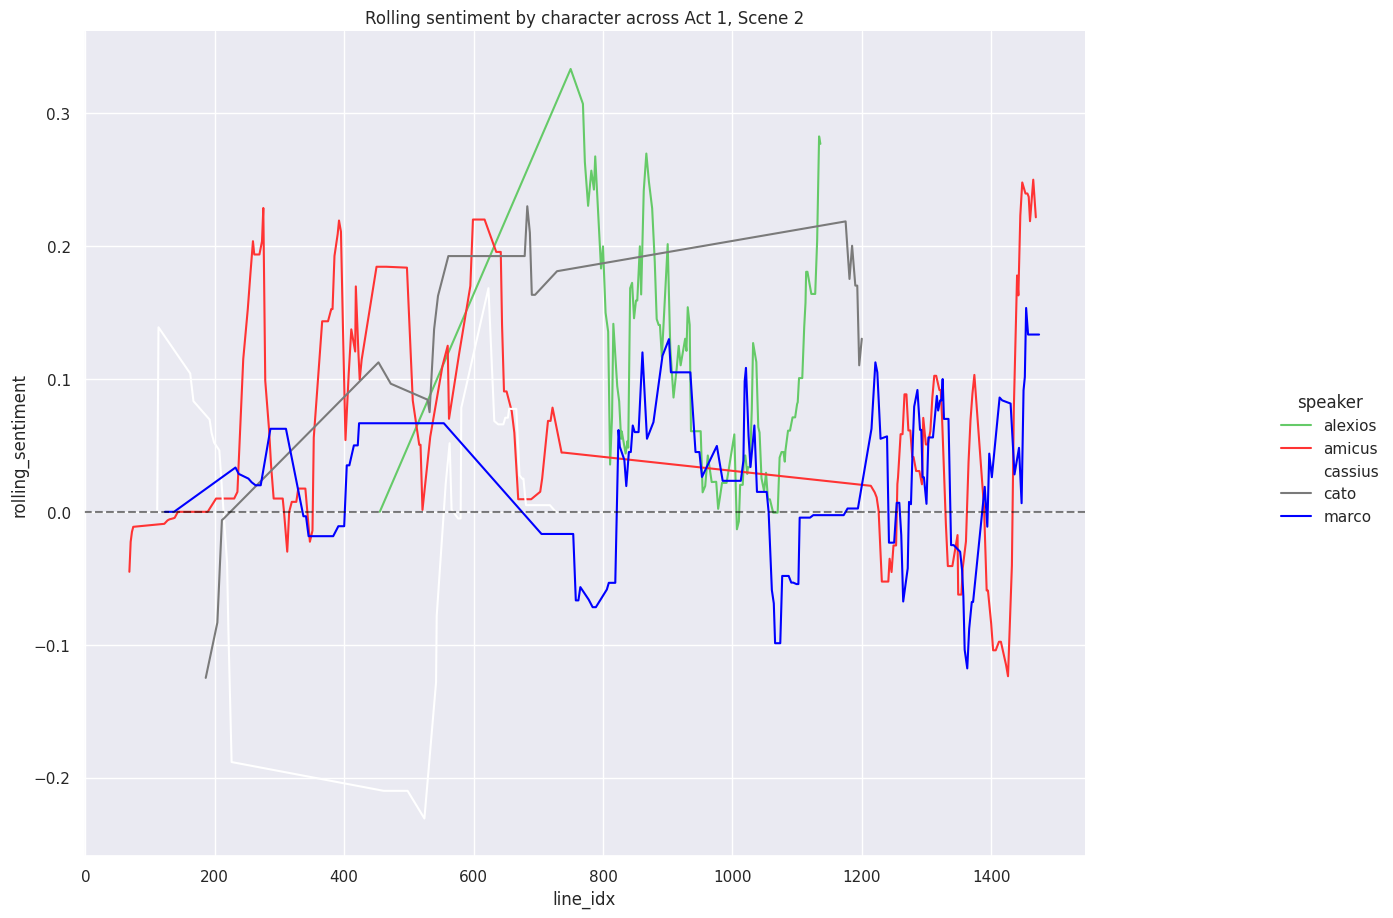 Rolling sentiment by character across Act 1, Scene 2
rolling_sentiment
0.3
0.2
0.1
0.0
−0.1
−0.2
0
200
400
600
800
1000
1200
1400
line_idx
speaker
alexios
amicus
cassius
cato
marco